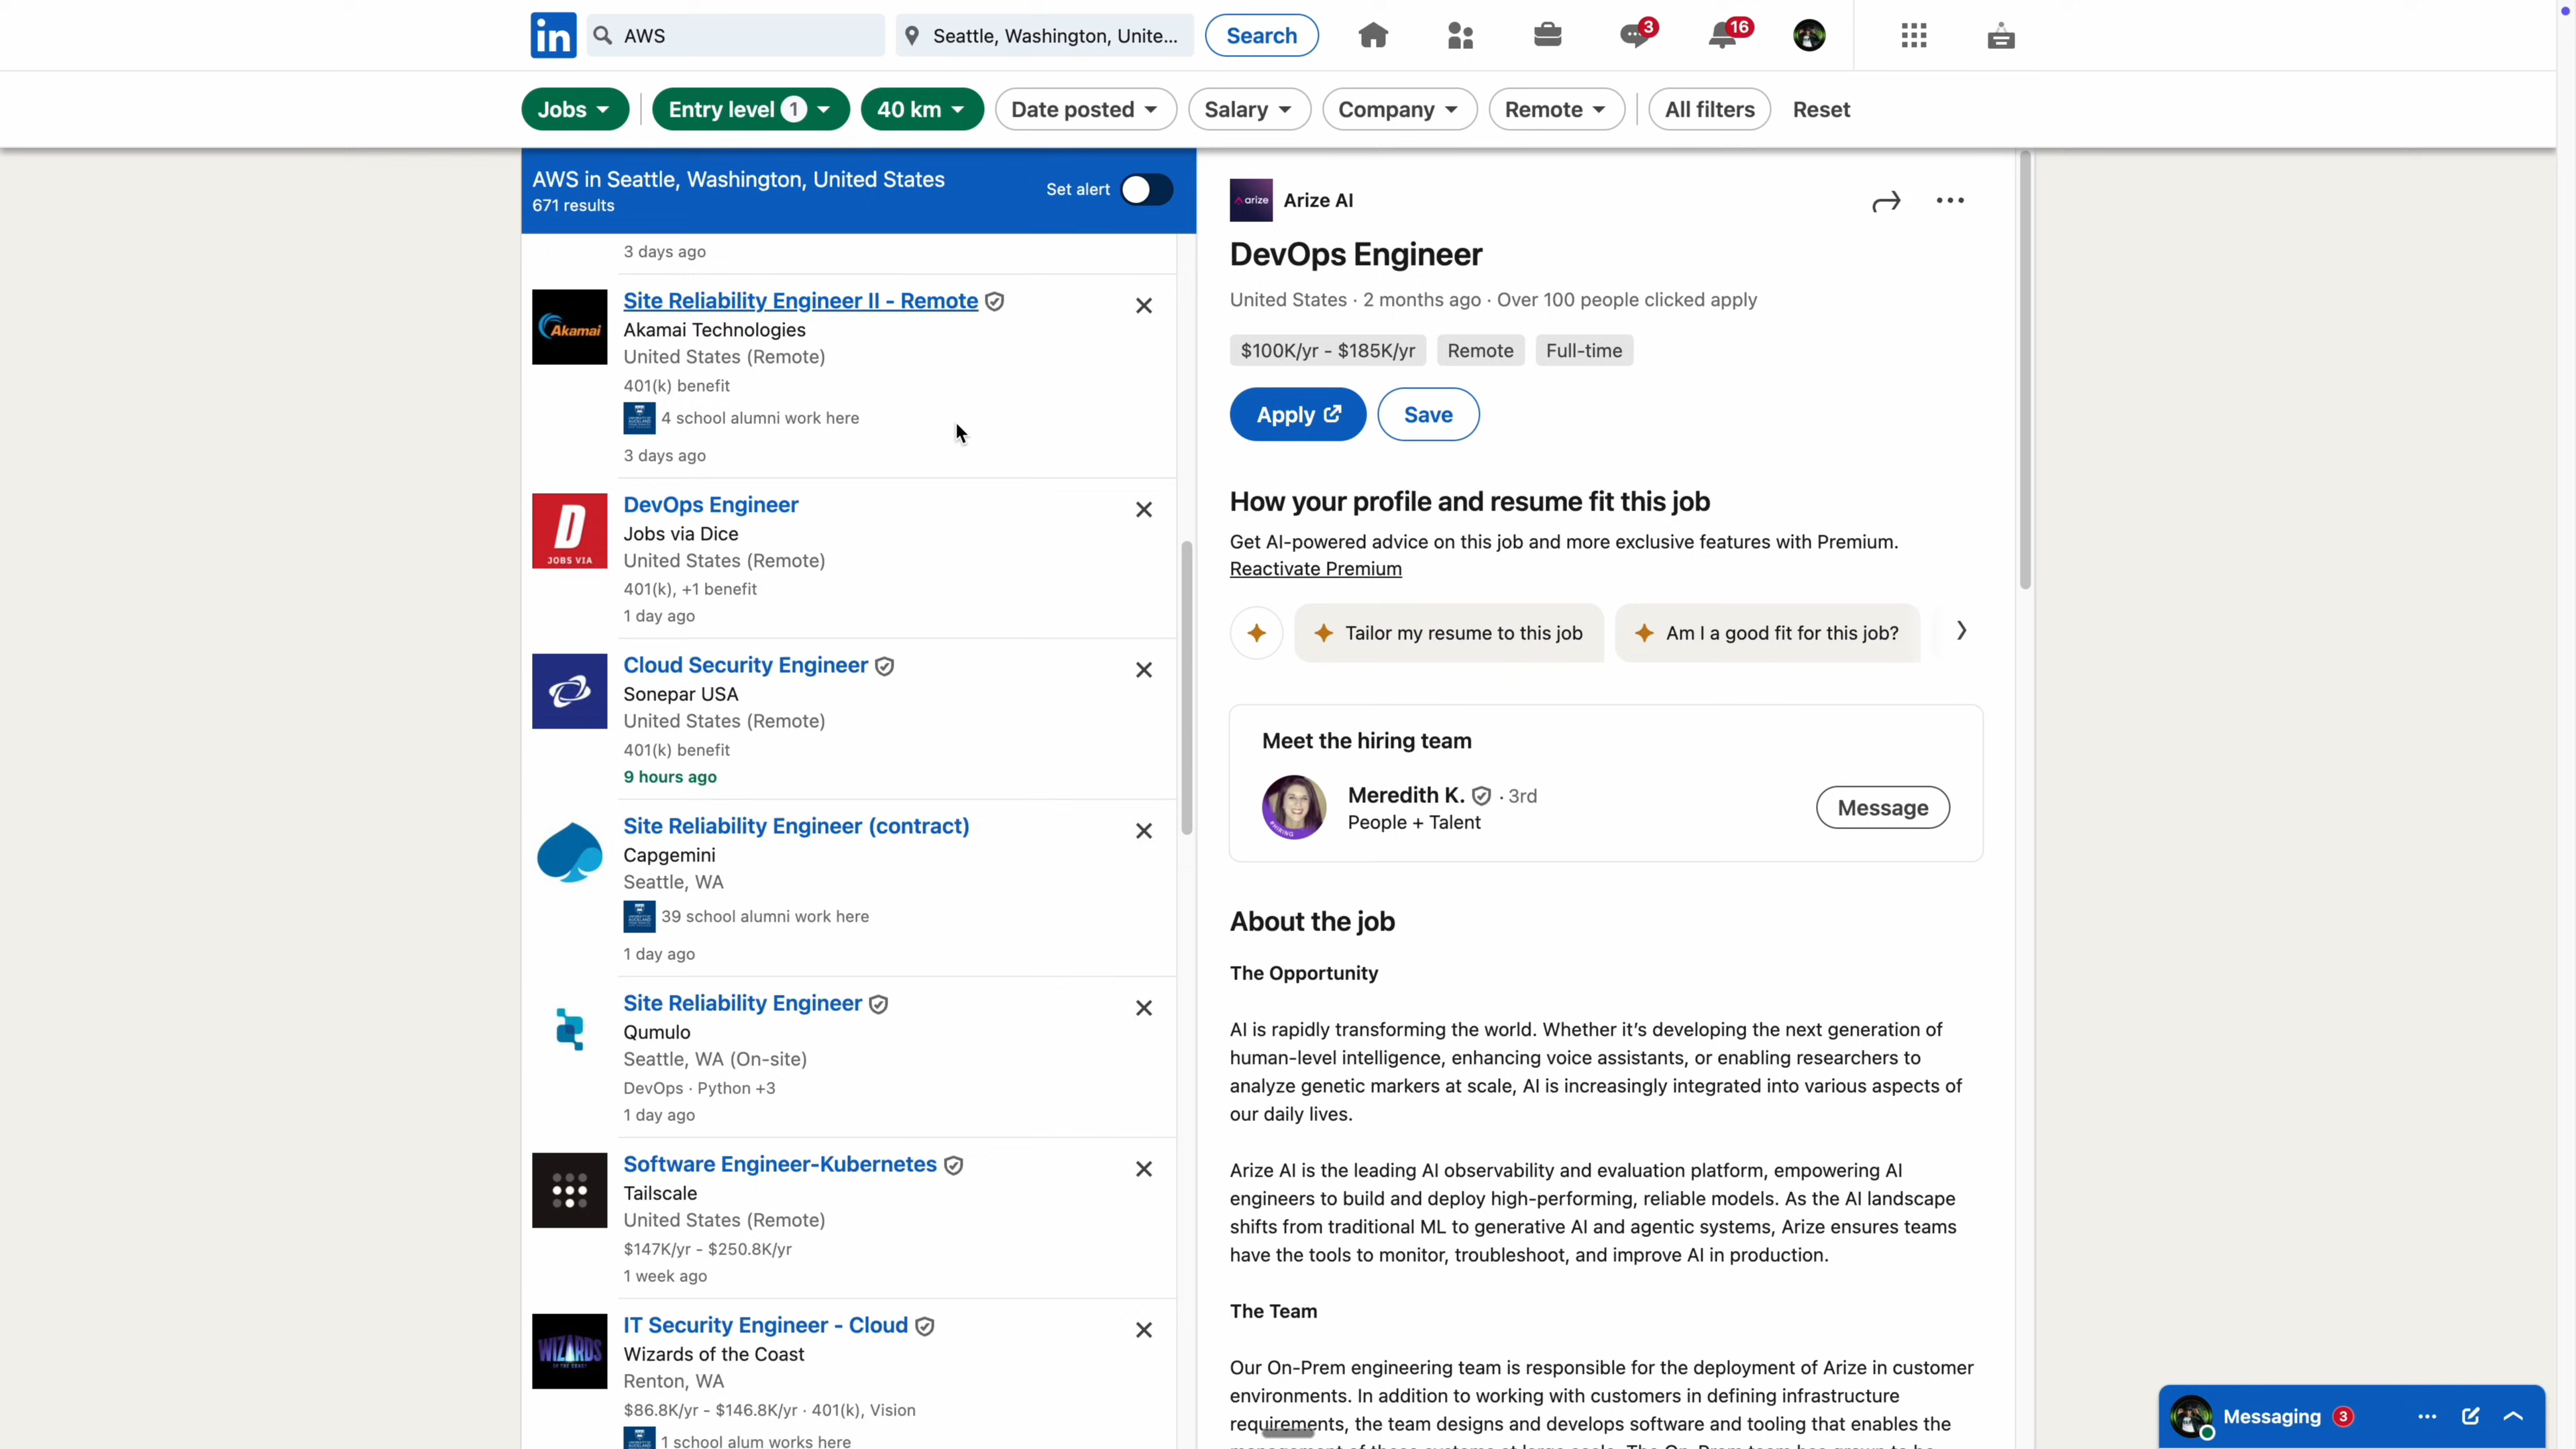 in
AWS
Seattle, Washington, Unite...
Search
3
16
Jobs
Entry level 1
40 km
Date posted
Salary
Company
Remote
All filters
Reset
AWS in Seattle, Washington, United States
671 results
Set alert
3 days ago
Akamai
Site Reliability Engineer II - Remote
Akamai Technologies
United States (Remote)
401(k) benefit
4 school alumni work here
3 days ago
D
JOBS VIA
DevOps Engineer
Jobs via Dice
United States (Remote)
401(k), +1 benefit
1 day ago
Cloud Security Engineer
Sonepar USA
United States (Remote)
401(k) benefit
9 hours ago
Site Reliability Engineer (contract)
Capgemini
Seattle, WA
39 school alumni work here
1 day ago
Site Reliability Engineer
Qumulo
Seattle, WA (On-site)
DevOps · Python +3
1 day ago
Software Engineer-Kubernetes
Tailscale
United States (Remote)
$147K/yr - $250.8K/yr
1 week ago
WIZARDS
IT Security Engineer - Cloud
Wizards of the Coast
Renton, WA
$86.8K/yr - $146.8K/yr · 401(k), Vision
1 school alum works here
arize
Arize AI
DevOps Engineer
United States · 2 months ago · Over 100 people clicked apply
$100K/yr - $185K/yr
Remote
Full-time
Apply
Save
How your profile and resume fit this job
Get AI-powered advice on this job and more exclusive features with Premium.
Reactivate Premium
Tailor my resume to this job
Am I a good fit for this job?
Meet the hiring team
#HIRING
Meredith K. · 3rd
People + Talent
Message
About the job
The Opportunity
AI is rapidly transforming the world. Whether it’s developing the next generation of
human-level intelligence, enhancing voice assistants, or enabling researchers to
analyze genetic markers at scale, AI is increasingly integrated into various aspects of
our daily lives.
Arize AI is the leading AI observability and evaluation platform, empowering AI
engineers to build and deploy high-performing, reliable models. As the AI landscape
shifts from traditional ML to generative AI and agentic systems, Arize ensures teams
have the tools to monitor, troubleshoot, and improve AI in production.
The Team
Our On-Prem engineering team is responsible for the deployment of Arize in customer
environments. In addition to working with customers in defining infrastructure
requirements, the team designs and develops software and tooling that enables the
Messaging 3